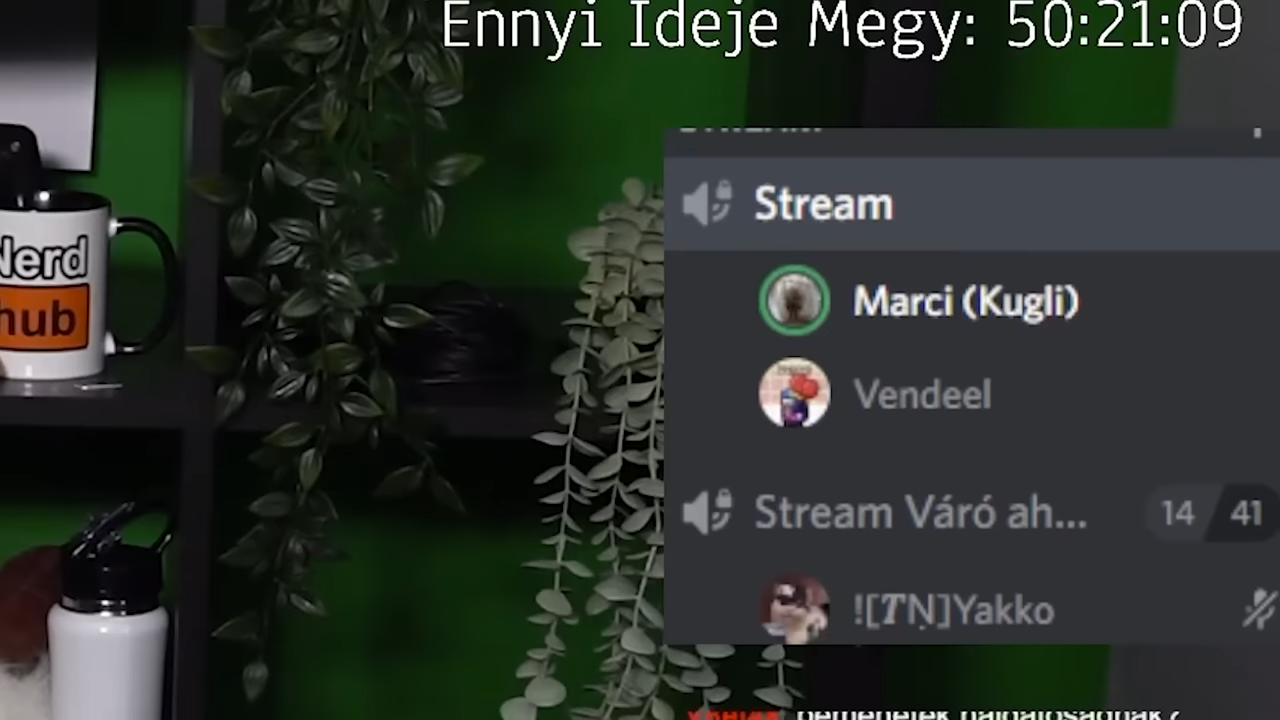 Ennyi Ideje Megy: 50:21:09
Stream
Marci (Kugli)
Vendeel
Stream Váró ah... 14 41
![TN]Yakko
Nerd
hub